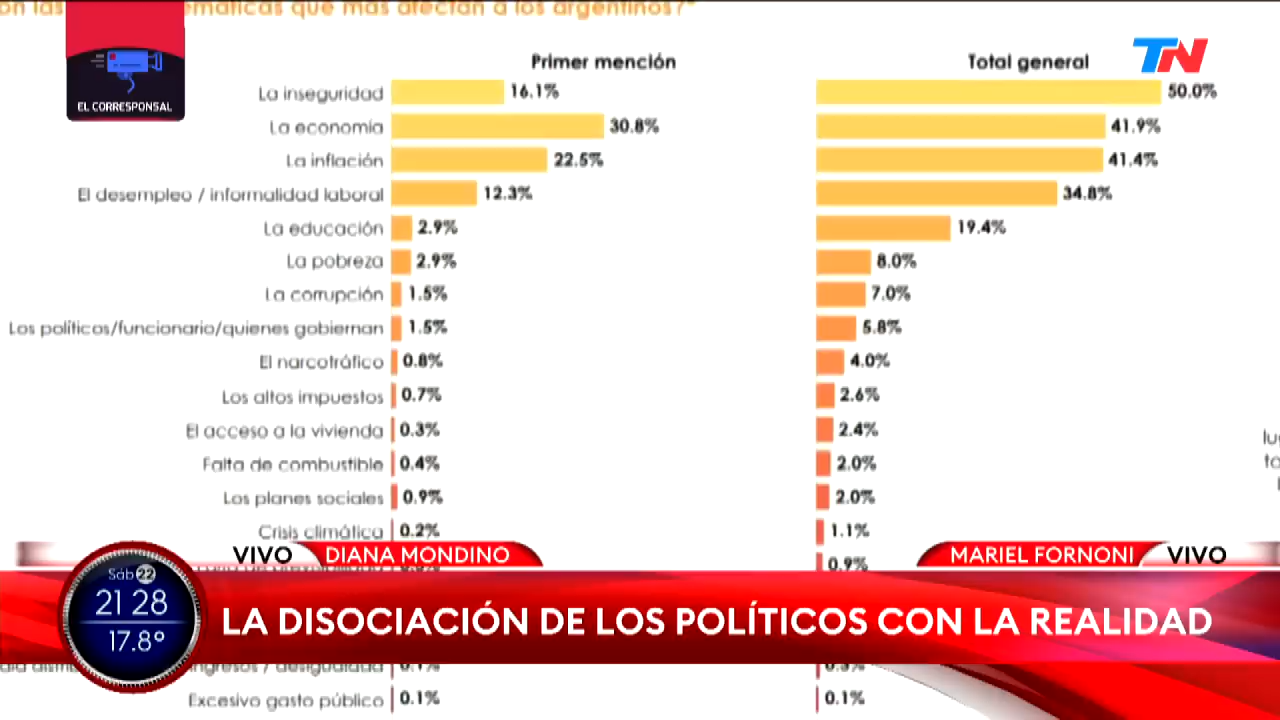 las
más afectan a los argentinos?"
TN
EL CORRESPONSAL
Primer mención
Total general
La inseguridad 16.1% 50.0%
La economía 30.8% 41.9%
La inflación 22.5% 41.4%
El desempleo / informalidad laboral 12.3% 34.8%
La educación 2.9% 19.4%
La pobreza 2.9% 8.0%
La corrupción 1.5% 7.0%
Los políticos/funcionario/quienes gobiernan 1.5% 5.8%
El narcotráfico 0.8% 4.0%
Los altos impuestos 0.7% 2.6%
El acceso a la vivienda 0.3% 2.4%
Falta de combustible 0.4% 2.0%
Los planes sociales 0.9% 2.0%
Crisis climática 0.2% 1.1%
0.9%
VIVO DIANA MONDINO
MARIEL FORNONI VIVO
Sáb 22
21 28
17.8°
LA DISOCIACIÓN DE LOS POLÍTICOS CON LA REALIDAD
Excesivo gasto público 0.1% 0.1%